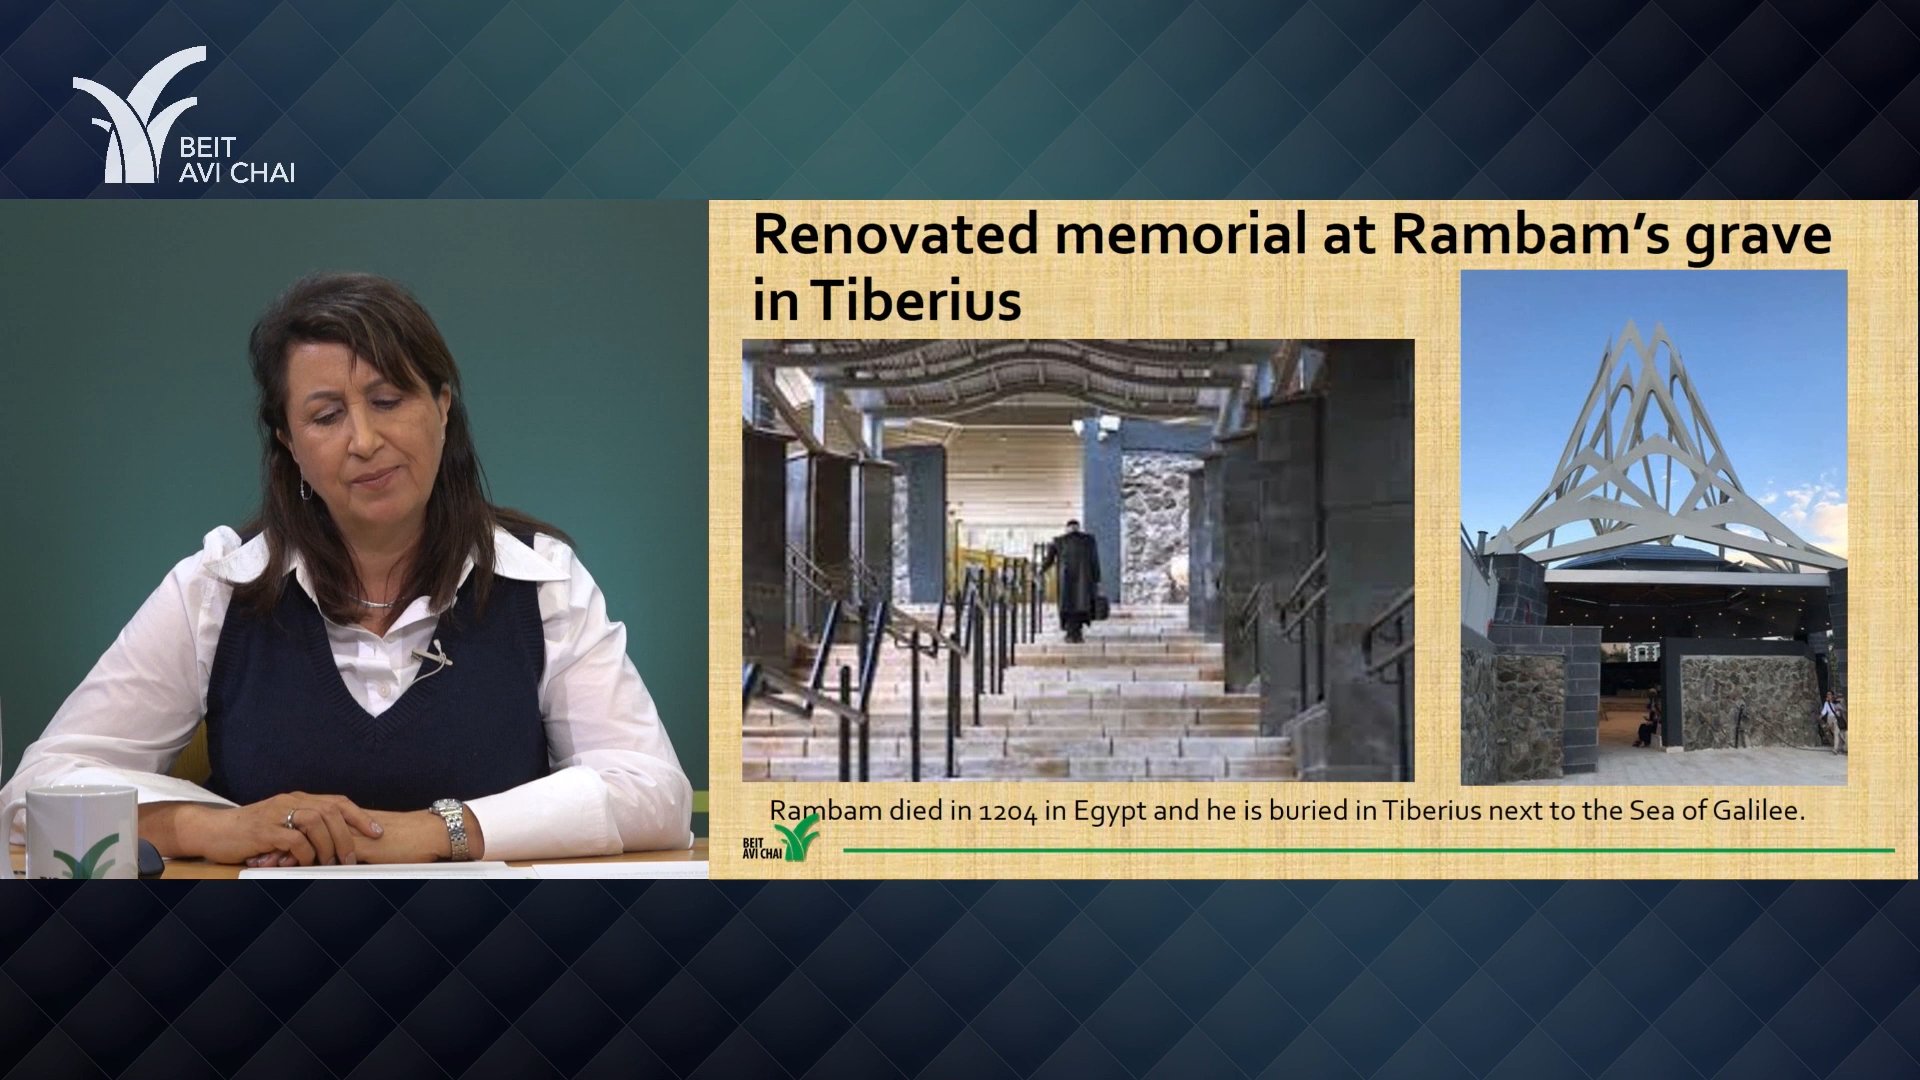 BEIT
AVI CHAI
Renovated memorial at Rambam’s grave
in Tiberius
Rambam died in 1204 in Egypt and he is buried in Tiberius next to the Sea of Galilee.
BEIT
AVI CHAI